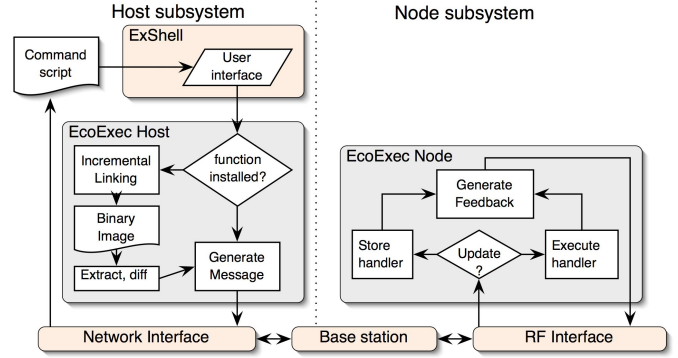 Host subsystem
Node subsystem
ExShell
Command
script
User
interface
EcoExec Host
function
installed?
Incremental
Linking
Binary
Image
Extract, diff
Generate
Message
EcoExec Node
Generate
Feedback
Store
handler
Update
?
Execute
handler
Network Interface
Base station
RF Interface